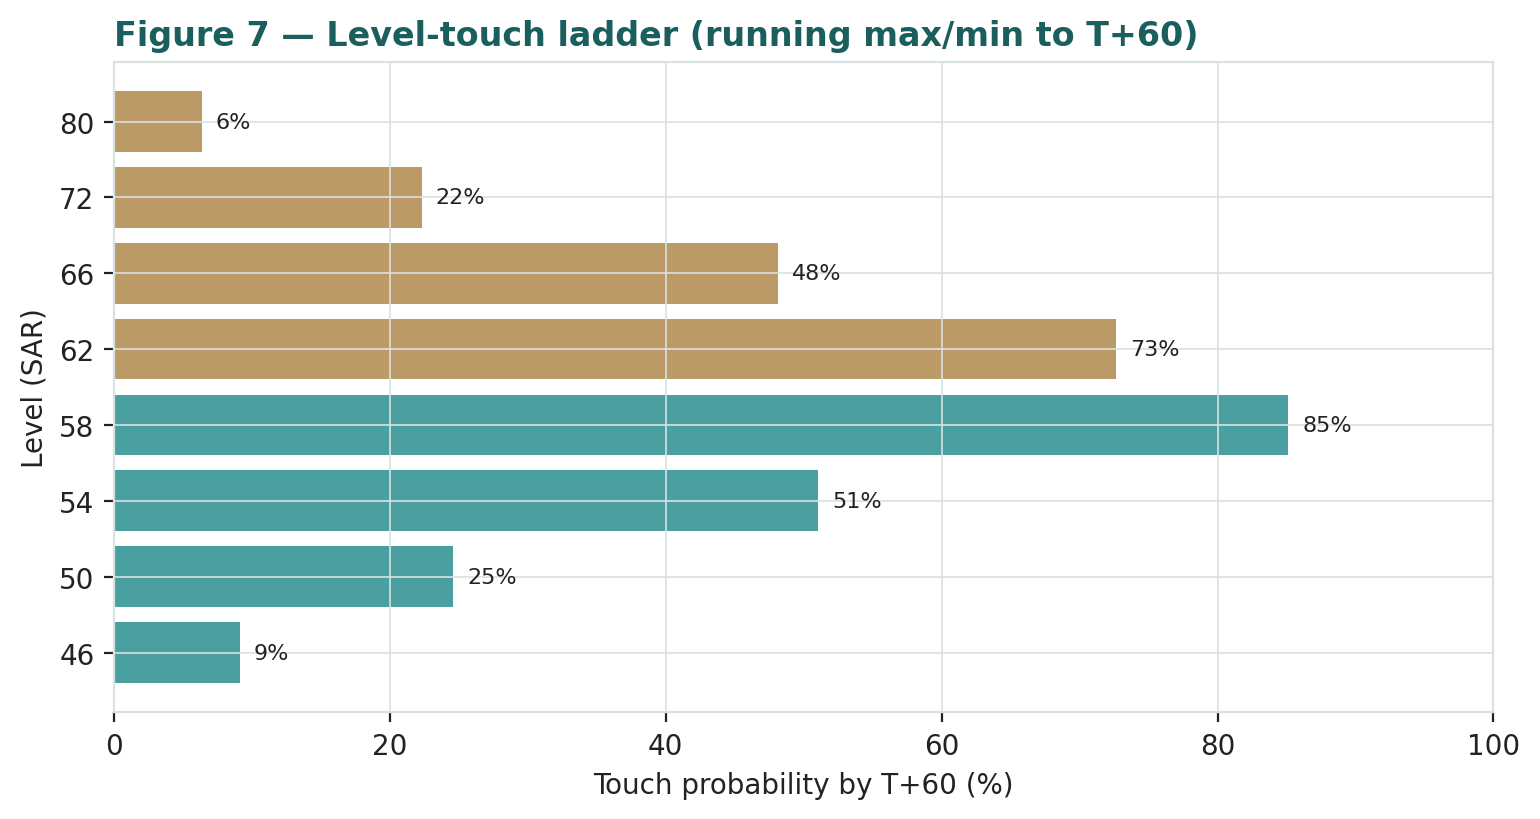 Figure 7 — Level-touch ladder (running max/min to T+60)
Level (SAR)
80 6%
72 22%
66 48%
62 73%
58 85%
54 51%
50 25%
46 9%
0 20 40 60 80 100
Touch probability by T+60 (%)